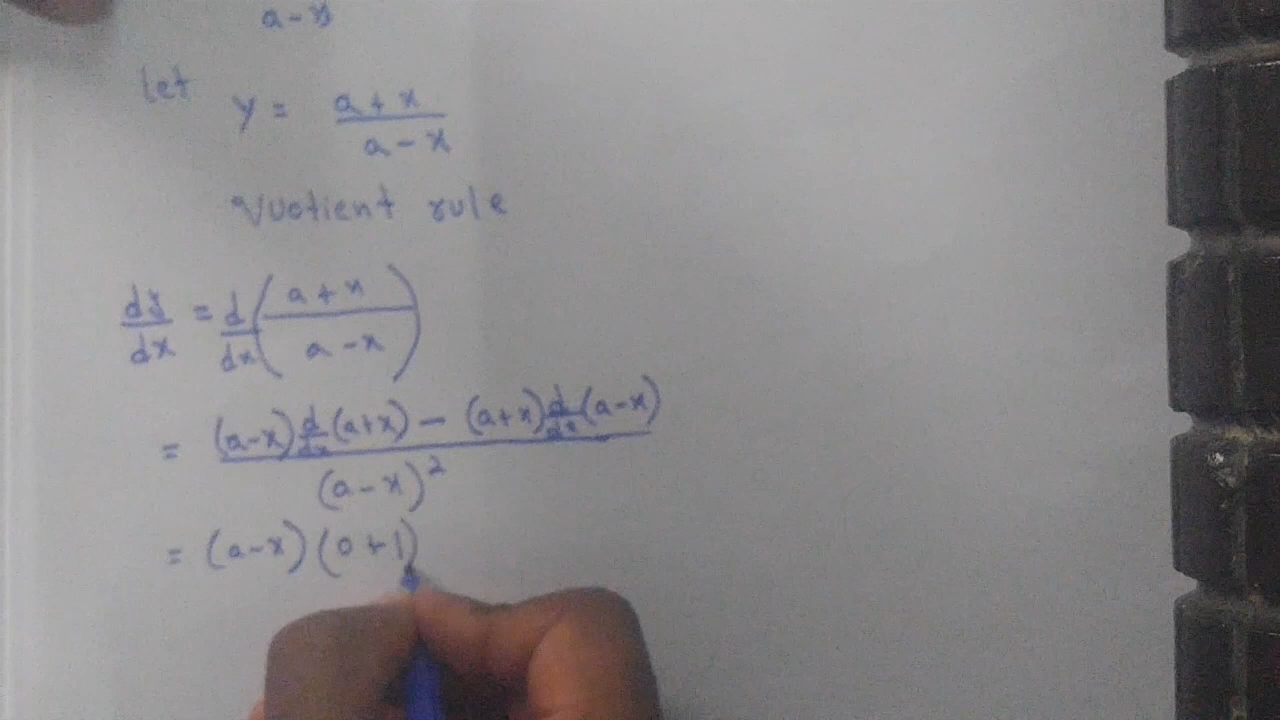 a-x
let y = a+x / a-x
Quotient rule
dy/dx = d/dx (a+x / a-x)
= (a-x) d/dx (a+x) - (a+x) d/dx (a-x) / (a-x)²
= (a-x) (0+1)